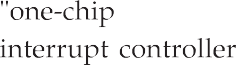 "one-chip
interrupt controller